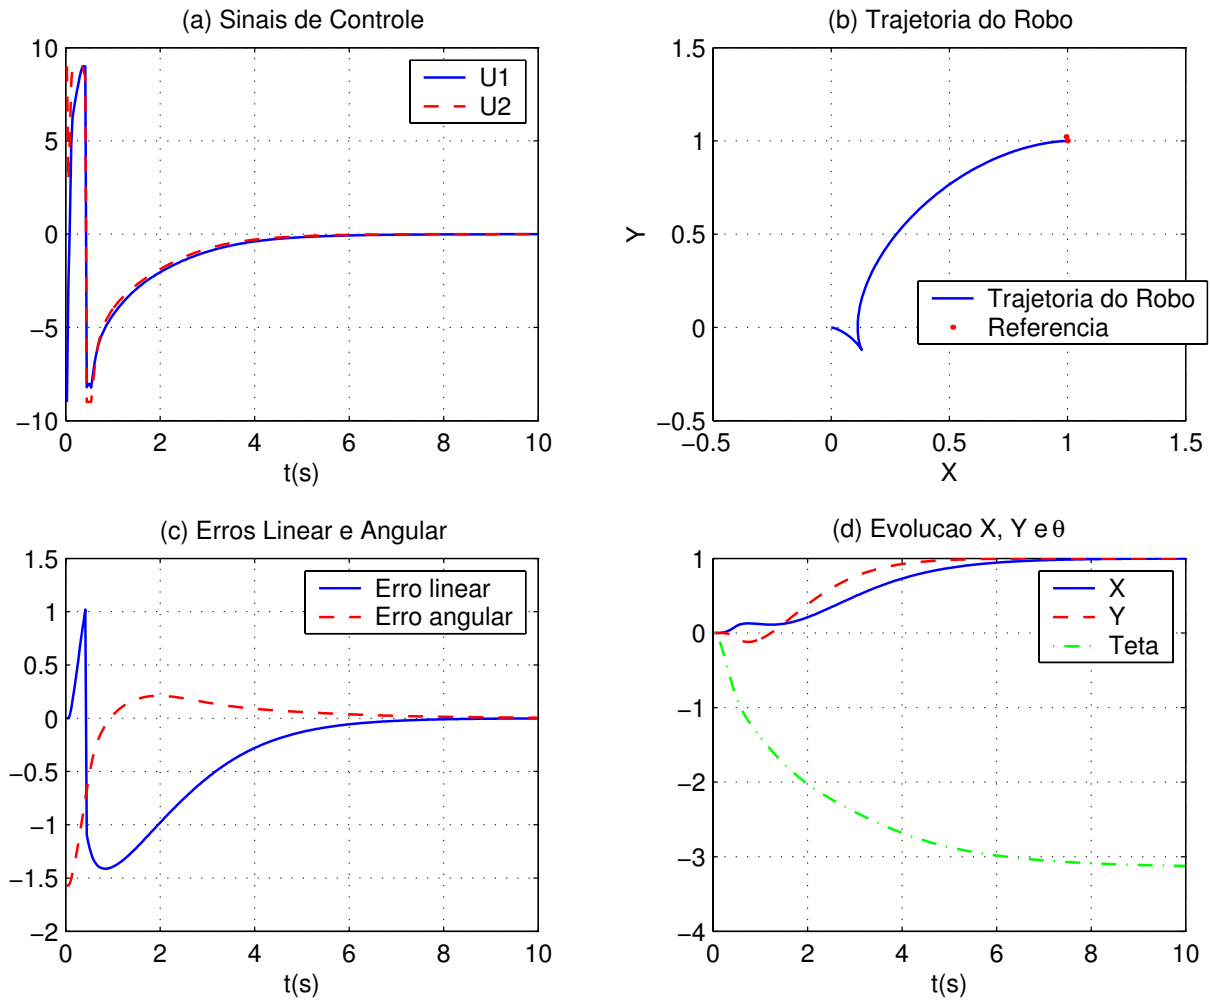 (a) Sinais de Controle
10
5
0
−5
−10
0 2 4 6 8 10
t(s)
U1
U2
(b) Trajetoria do Robo
1.5
1
0.5
0
−0.5
−0.5 0 0.5 1 1.5
X
Y
Trajetoria do Robo
Referencia
(c) Erros Linear e Angular
1.5
1
0.5
0
−0.5
−1
−1.5
−2
0 2 4 6 8 10
t(s)
Erro linear
Erro angular
(d) Evolucao X, Y e θ
1
0
−1
−2
−3
−4
0 2 4 6 8 10
t(s)
X
Y
Teta